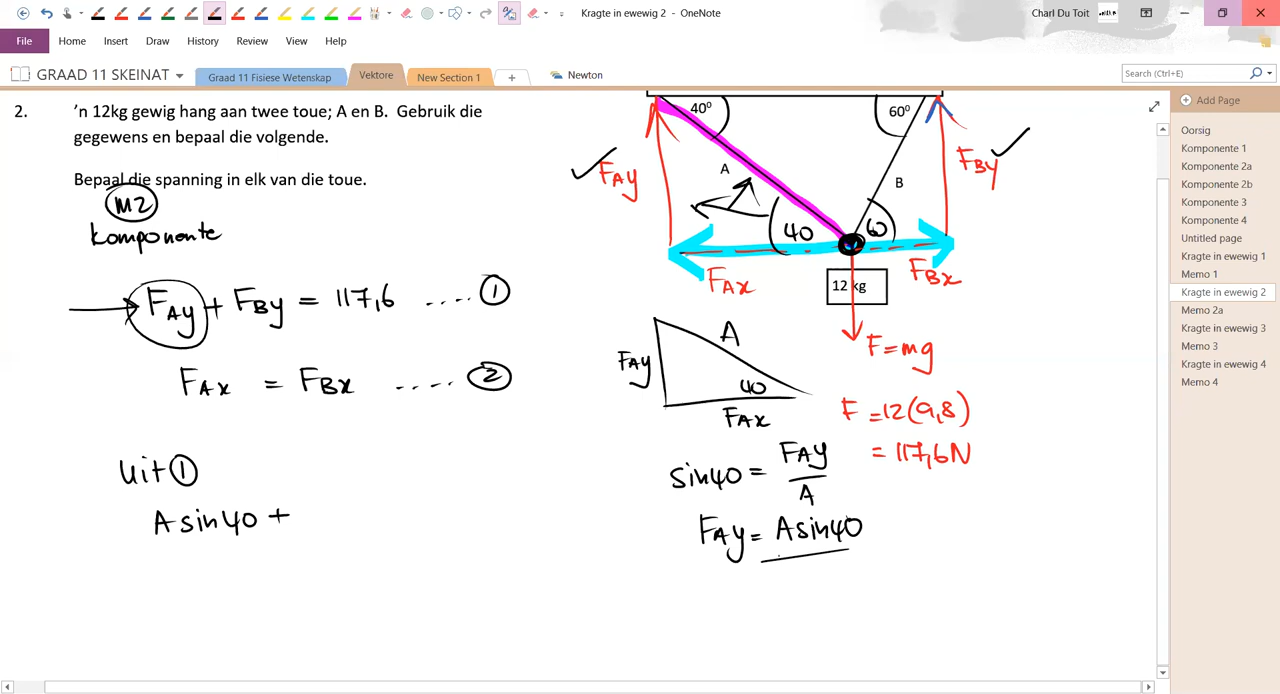 Kragte in ewewig 2 - OneNote
Charl Du Toit
File Home Insert Draw History Review View Help
GRAAD 11 SKEINAT
Graad 11 Fisiese Wetenskap
Vektore
New Section 1
+
Newton
Search (Ctrl+E)
2. 'n 12kg gewig hang aan twee toue; A en B. Gebruik die
gegewens en bepaal die volgende.
Bepaal die spanning in elk van die toue.
M2
komponente
FAy + FBy = 117,6 ..... 1
FAx = FBx ..... 2
uit 1
A sin40 +
40⁰
60⁰
FAy
FBy
A
B
40
60
FAx
FBx
12 kg
F = mg
F = 12(9,8)
= 117,6N
A
FAy
40
FAx
sin40 = FAy
A
FAy = A sin40
Add Page
Oorsig
Komponente 1
Komponente 2a
Komponente 2b
Komponente 3
Komponente 4
Untitled page
Kragte in ewewig 1
Memo 1
Kragte in ewewig 2
Memo 2a
Kragte in ewewig 3
Memo 3
Kragte in ewewig 4
Memo 4